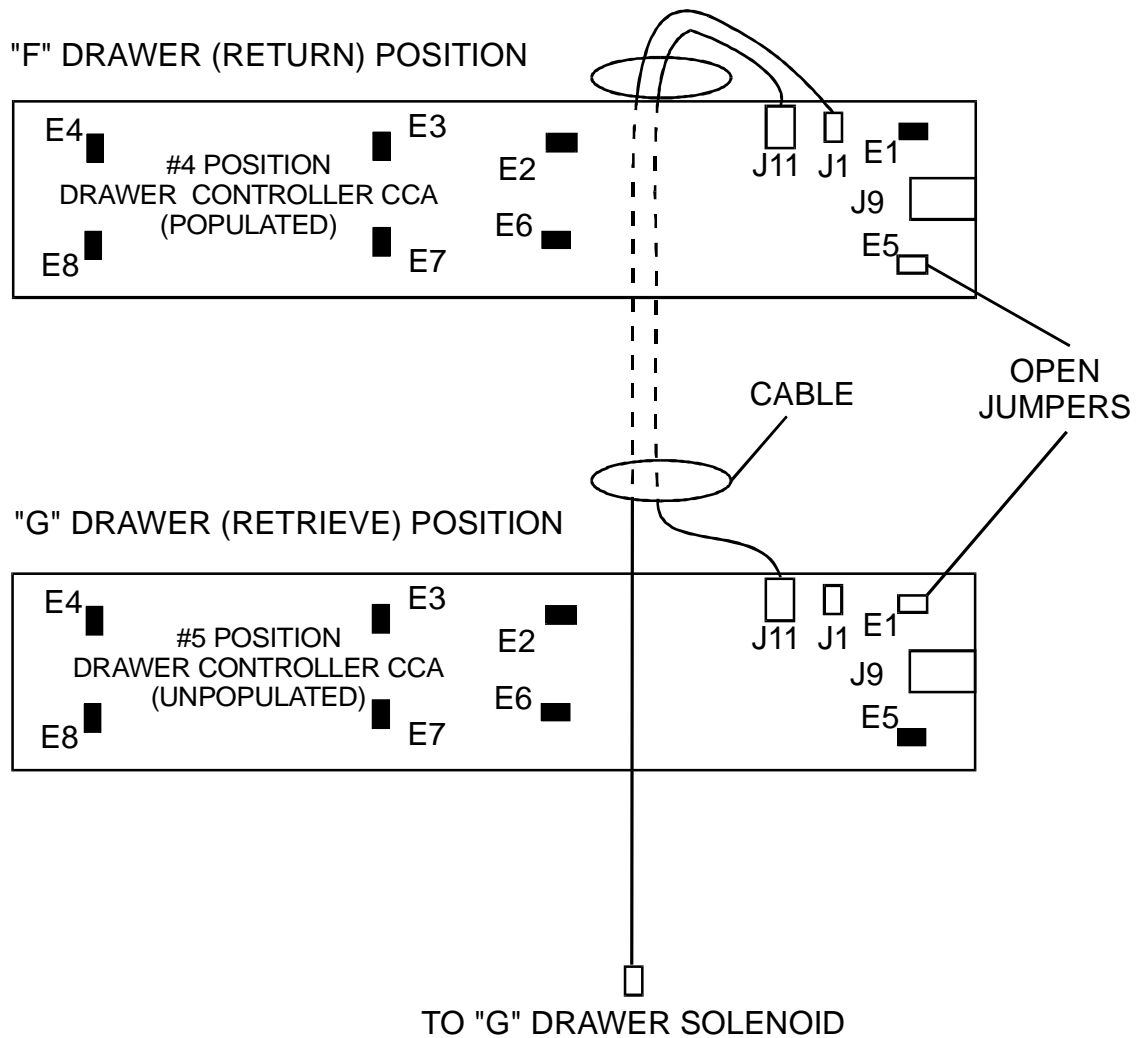 "F" DRAWER (RETURN) POSITION
E4
E3
E2
J11
J1
E1
#4 POSITION
DRAWER CONTROLLER CCA
(POPULATED)
J9
E8
E7
E6
E5
OPEN
JUMPERS
CABLE
"G" DRAWER (RETRIEVE) POSITION
E4
E3
E2
J11
J1
E1
#5 POSITION
DRAWER CONTROLLER CCA
(UNPOPULATED)
J9
E8
E7
E6
E5
TO "G" DRAWER SOLENOID